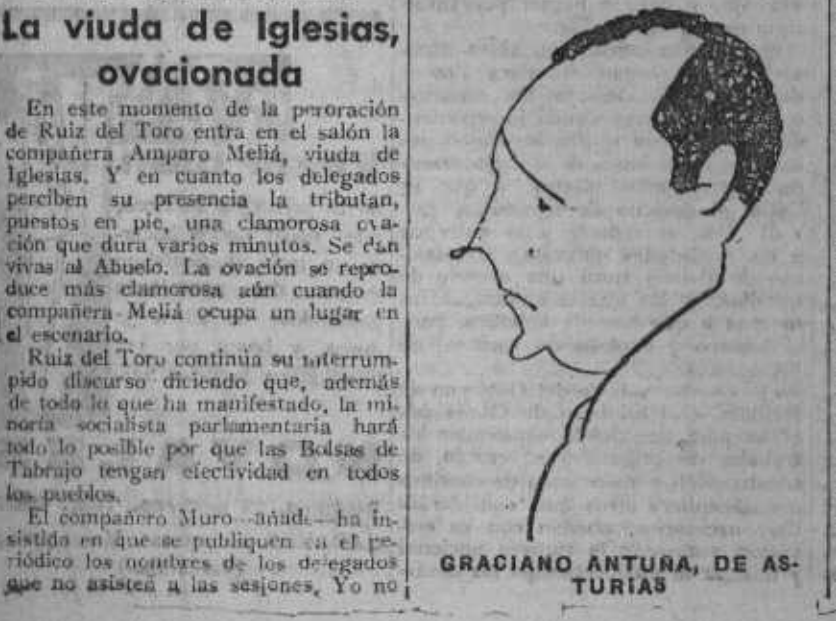 La viuda de Iglesias,
ovacionada
En este momento de la peroración
de Ruiz del Toro entra en el salón la
compañera Amparo Meliá, viuda de
Iglesias. Y en cuanto los delegados
perciben su presencia la tributan,
puestos en pie, una clamorosa ova-
ción que dura varios minutos. Se dan
vivas al Abuelo. La ovación se repro-
duce más clamorosa aún cuando la
compañera Meliá ocupa un lugar en
el escenario.
Ruiz del Toro continúa su interrum-
pido discurso diciendo que, además
de todo lo que ha manifestado, la mi-
noría socialista parlamentaria hará
todo lo posible por que las Bolsas de
Tabrajo tengan efectividad en todos
los pueblos.
El compañero Muro—añade—ha in-
sistido en que se publiquen en el pe-
riódico los nombres de los delegados
que no asisten a las sesiones. Yo no
GRACIANO ANTUÑA, DE AS-
TURIAS